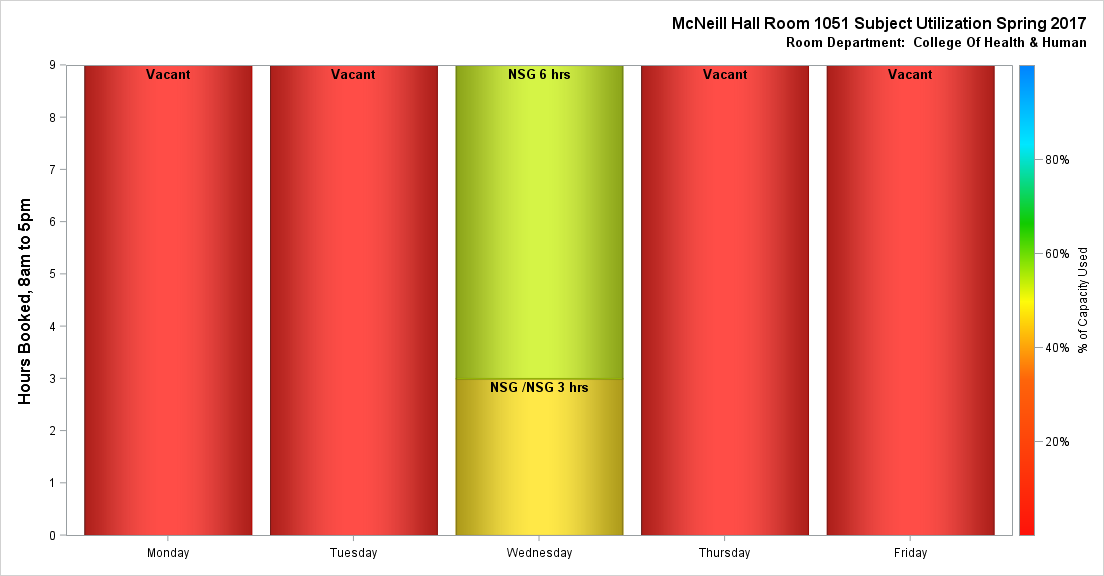 McNeill Hall Room 1051 Subject Utilization Spring 2017
Room Department:  College Of Health & Human
Hours Booked, 8am to 5pm
9
8
7
6
5
4
3
2
1
0
Vacant
Vacant
NSG 6 hrs
NSG /NSG 3 hrs
Vacant
Vacant
Monday
Tuesday
Wednesday
Thursday
Friday
80%
60%
40%
20%
% of Capacity Used